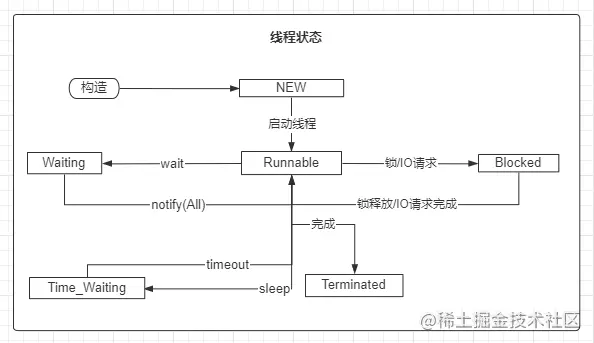 线程状态
构造
NEW
启动线程
Waiting
wait
Runnable
锁/IO请求
Blocked
notify(All)
锁释放/IO请求完成
完成
timeout
Time_Waiting
sleep
Terminated
@稀土掘金技术社区